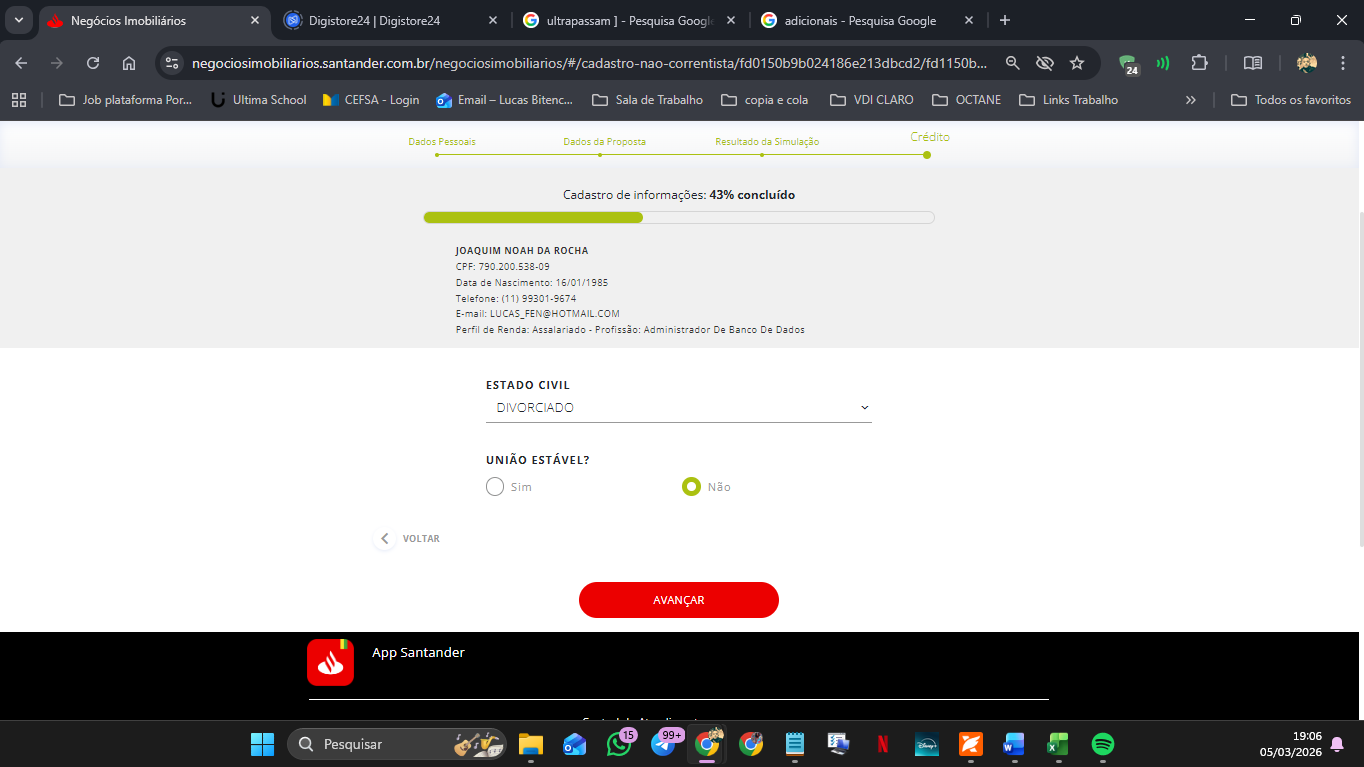 Negócios Imobiliários
Digistore24 | Digistore24
ultrapassam ] - Pesquisa Google
adicionais - Pesquisa Google
negociosimobiliarios.santander.com.br/negociosimobiliarios/#/cadastro-nao-correntista/fd0150b9b024186e213dbcd2/fd1150b...
24
Job plataforma Por...
Ultima School
CEFSA - Login
Email – Lucas Bitenc...
Sala de Trabalho
copia e cola
VDI CLARO
OCTANE
Links Trabalho
Todos os favoritos
Dados Pessoais
Dados da Proposta
Resultado da Simulação
Crédito
Cadastro de informações: 43% concluído
JOAQUIM NOAH DA ROCHA
CPF: 790.200.538-09
Data de Nascimento: 16/01/1985
Telefone: (11) 99301-9674
E-mail: LUCAS_FEN@HOTMAIL.COM
Perfil de Renda: Assalariado - Profissão: Administrador De Banco De Dados
ESTADO CIVIL
DIVORCIADO
UNIÃO ESTÁVEL?
Sim
Não
VOLTAR
AVANÇAR
App Santander
Pesquisar
15
99+
19:06
05/03/2026